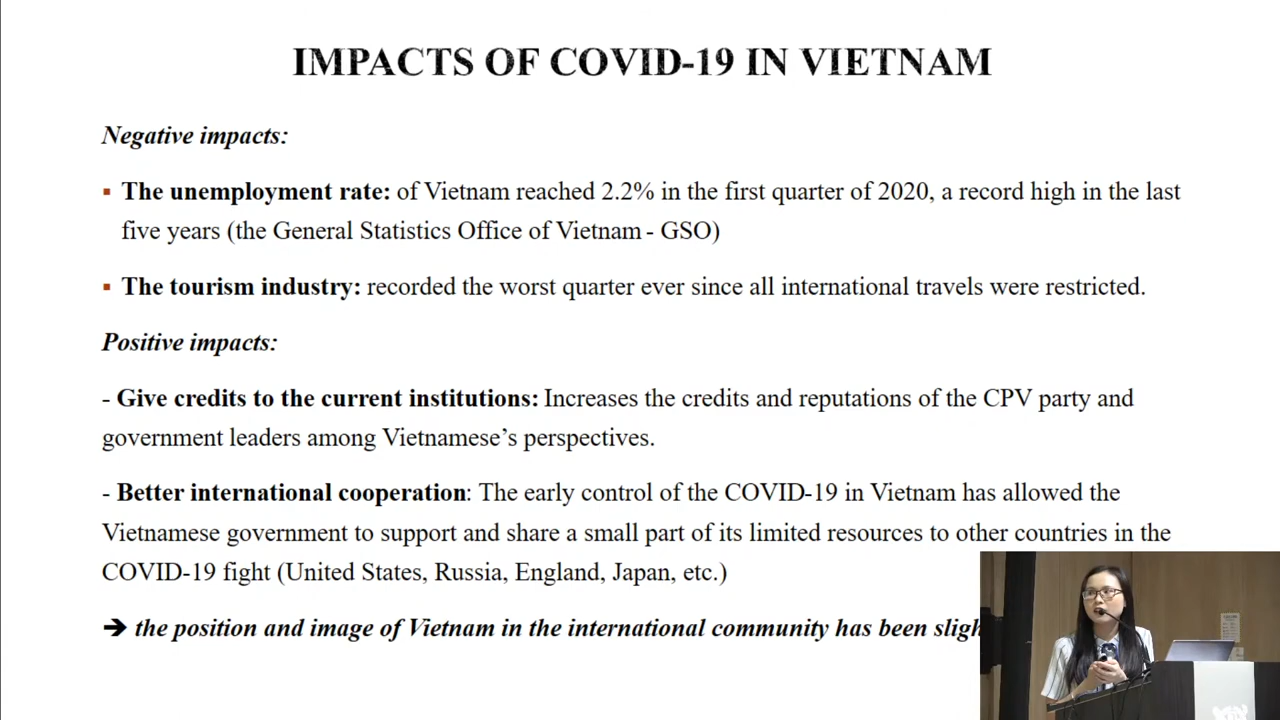 IMPACTS OF COVID-19 IN VIETNAM
Negative impacts:
▪ The unemployment rate: of Vietnam reached 2.2% in the first quarter of 2020, a record high in the last
five years (the General Statistics Office of Vietnam - GSO)
▪ The tourism industry: recorded the worst quarter ever since all international travels were restricted.
Positive impacts:
- Give credits to the current institutions: Increases the credits and reputations of the CPV party and
government leaders among Vietnamese's perspectives.
- Better international cooperation: The early control of the COVID-19 in Vietnam has allowed the
Vietnamese government to support and share a small part of its limited resources to other countries in the
COVID-19 fight (United States, Russia, England, Japan, etc.)
➔ the position and image of Vietnam in the international community has been